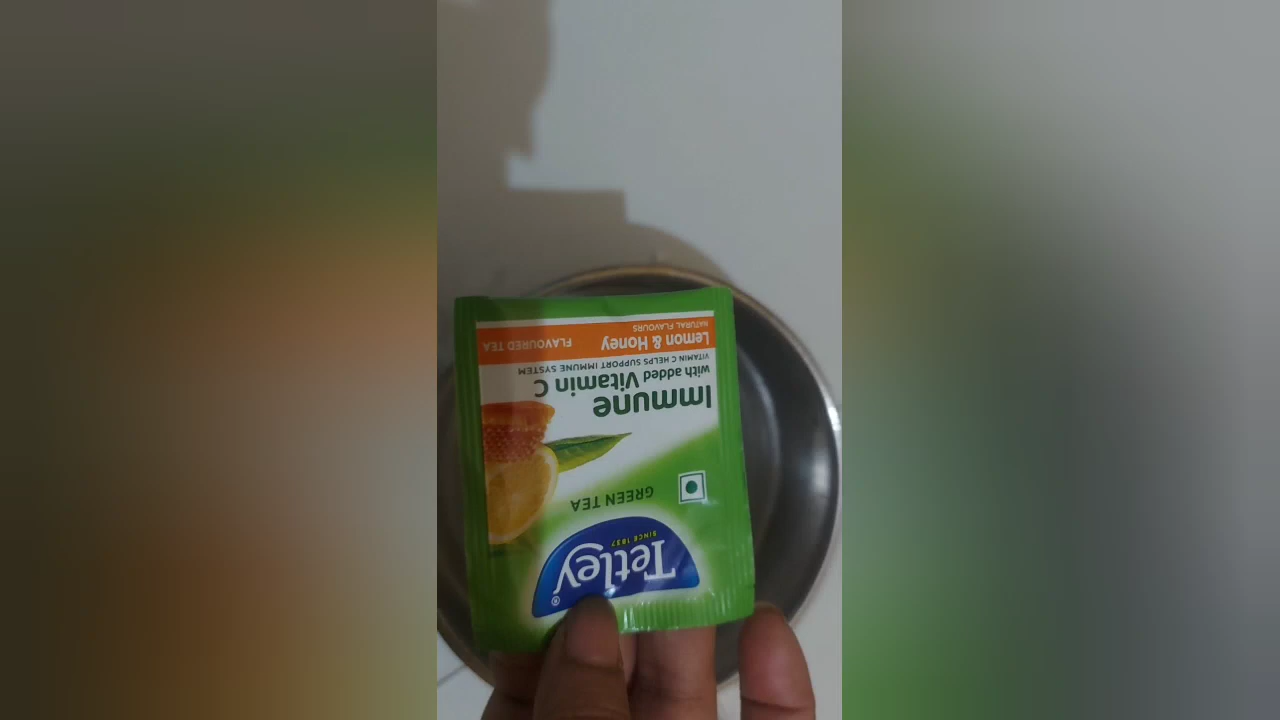 Tetley®
SINCE 1837
GREEN TEA
Immune
with added Vitamin C
VITAMIN C HELPS SUPPORT IMMUNE SYSTEM
Lemon & Honey FLAVOURED TEA
NATURAL FLAVOURS